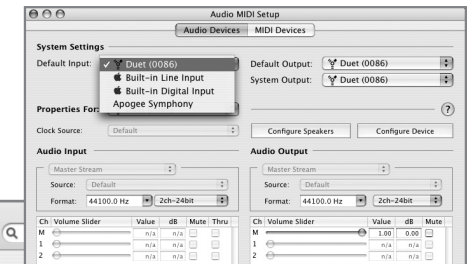 Audio MIDI Setup
Audio Devices MIDI Devices
System Settings
Default Input: ✓ Duet (0086)
Built-in Line Input
Built-in Digital Input
Apogee Symphony
Default Output: Duet (0086)
System Output: Duet (0086)
Properties For:
?
Clock Source: Default
Configure Speakers Configure Device
Audio Input
Master Stream
Source: Default
Format: 44100.0 Hz 2ch-24bit
Ch Volume Slider Value dB Mute Thru
M n/a n/a
1 n/a n/a
2 n/a n/a
Audio Output
Master Stream
Source: Default
Format: 44100.0 Hz 2ch-24bit
Ch Volume Slider Value dB Mute
M 1.00 0.00
1 n/a n/a
2 n/a n/a